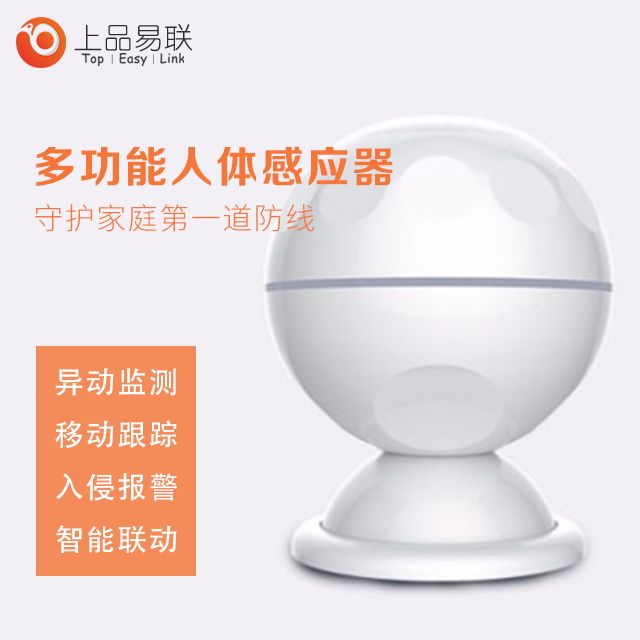 上品易联
Top | Easy | Link
多功能人体感应器
守护家庭第一道防线
异动监测
移动跟踪
入侵报警
智能联动